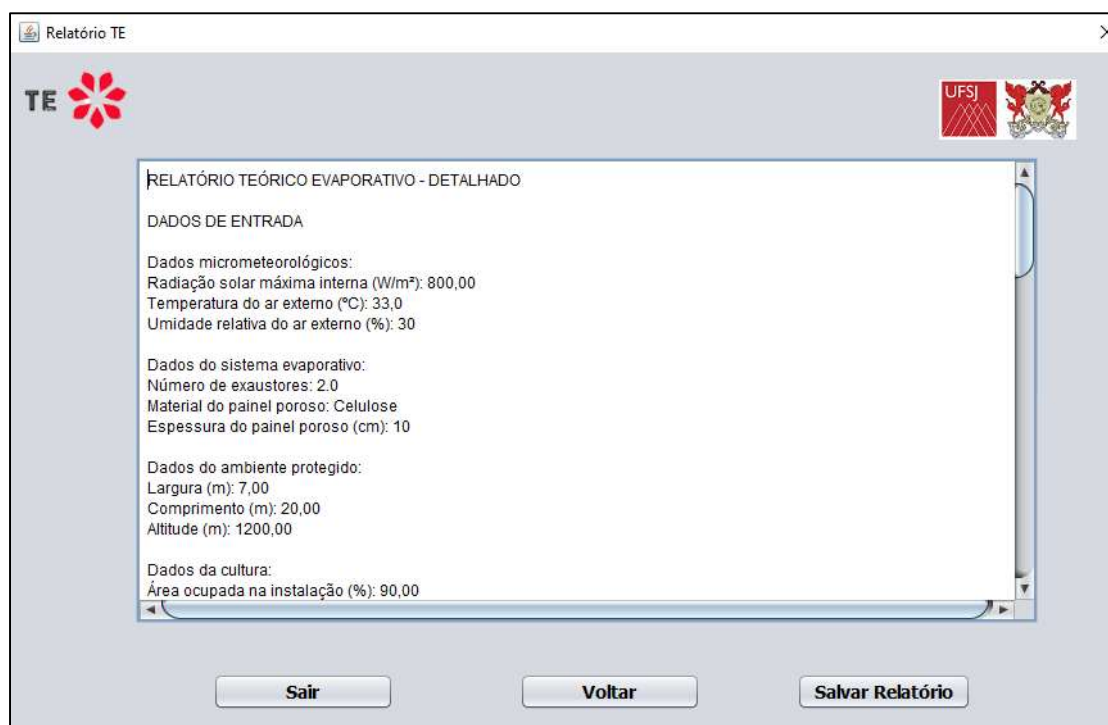 Relatório TE
TE
UFSJ
RELATÓRIO TEÓRICO EVAPORATIVO - DETALHADO
DADOS DE ENTRADA
Dados micrometeorológicos:
Radiação solar máxima interna (W/m²): 800,00
Temperatura do ar externo (ºC): 33,0
Umidade relativa do ar externo (%): 30
Dados do sistema evaporativo:
Número de exaustores: 2.0
Material do painel poroso: Celulose
Espessura do painel poroso (cm): 10
Dados do ambiente protegido:
Largura (m): 7,00
Comprimento (m): 20,00
Altitude (m): 1200,00
Dados da cultura:
Área ocupada na instalação (%): 90,00
Sair
Voltar
Salvar Relatório